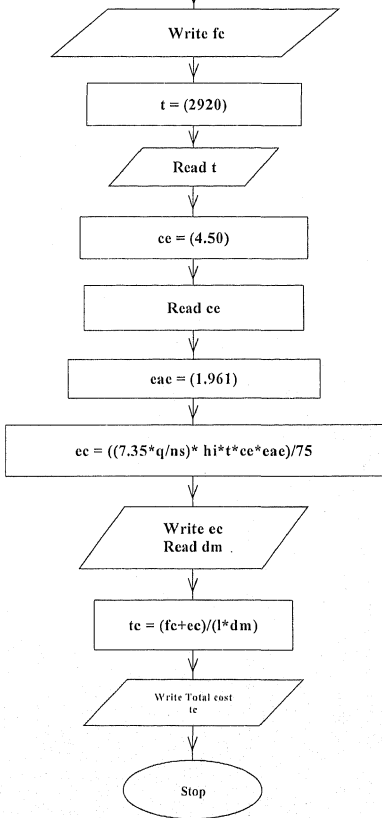 Write fc
t = (2920)
Read t
ce = (4.50)
Read ce
eae = (1.961)
ec = ((7.35*q/ns)* hi*t*ce*eae)/75
Write ec
Read dm
tc = (fc+ec)/(l*dm)
Write Total cost
tc
Stop